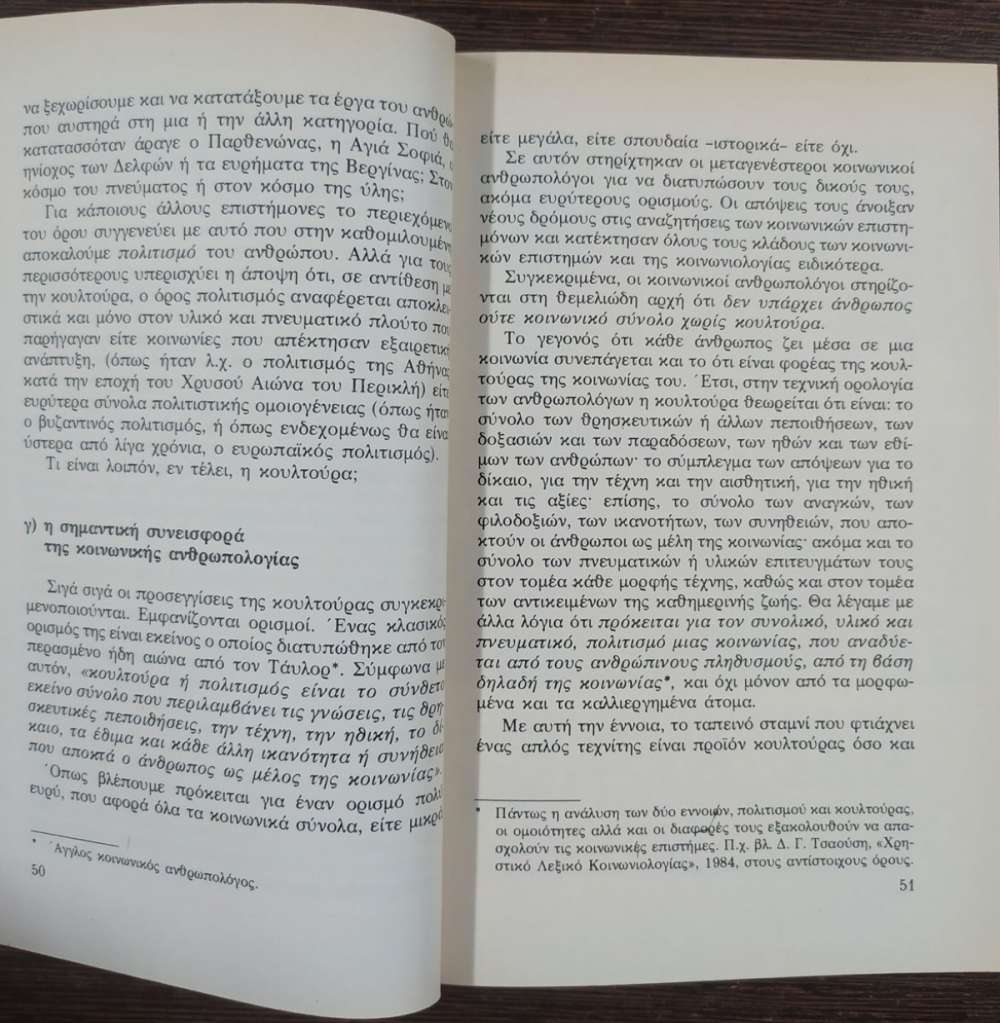 να ξεχωρίσουμε και να κατατάξουμε τα έργα του ανθρώ-
που αυστηρά στη μια ή την άλλη κατηγορία. Πού θα
κατατασσόταν άραγε ο Παρθενώνας, η Αγιά Σοφιά, ο
ηνίοχος των Δελφών ή τα ευρήματα της Βεργίνας; Στον
κόσμο του πνεύματος ή στον κόσμο της ύλης;
Για κάποιους άλλους επιστήμονες το περιεχόμενο
του όρου συγγενεύει με αυτό που στην καθομιλουμένη
αποκαλούμε πολιτισμό του ανθρώπου. Αλλά για τους
περισσότερους υπερισχύει η άποψη ότι, σε αντίθεση με
την κουλτούρα, ο όρος πολιτισμός αναφέρεται αποκλει-
στικά και μόνο στον υλικό και πνευματικό πλούτο που
παρήγαγαν είτε κοινωνίες που απέκτησαν εξαιρετική
ανάπτυξη, (όπως ήταν λ.χ. ο πολιτισμός της Αθήνας
κατά την εποχή του Χρυσού Αιώνα του Περικλή) είτε
ευρύτερα σύνολα πολιτιστικής ομοιογένειας (όπως ήταν
ο βυζαντινός πολιτισμός, ή όπως ενδεχομένως θα είναι
ύστερα από λίγα χρόνια, ο ευρωπαϊκός πολιτισμός).
Τι είναι λοιπόν, εν τέλει, η κουλτούρα;
γ) η σημαντική συνεισφορά
της κοινωνικής ανθρωπολογίας
Σιγά σιγά οι προσεγγίσεις της κουλτούρας συγκεκρι-
μενοποιούνται. Εμφανίζονται ορισμοί. Ένας κλασικός
ορισμός της είναι εκείνος ο οποίος διατυπώθηκε από τον
περασμένο ήδη αιώνα από τον Τάυλορ*. Σύμφωνα με
αυτόν, «κουλτούρα ή πολιτισμός είναι το σύνθετο
εκείνο σύνολο που περιλαμβάνει τις γνώσεις, τις θρη-
σκευτικές πεποιθήσεις, την τέχνη, την ηθική, το δί-
καιο, τα έθιμα και κάθε άλλη ικανότητα ή συνήθεια
που αποκτά ο άνθρωπος ως μέλος της κοινωνίας».
Όπως βλέπουμε πρόκειται για έναν ορισμό πολύ
ευρύ, που αφορά όλα τα κοινωνικά σύνολα, είτε μικρά
* Άγγλος κοινωνικός ανθρωπολόγος.
50
είτε μεγάλα, είτε σπουδαία –ιστορικά– είτε όχι.
Σε αυτόν στηρίχτηκαν οι μεταγενέστεροι κοινωνικοί
ανθρωπολόγοι για να διατυπώσουν τους δικούς τους,
ακόμα ευρύτερους ορισμούς. Οι απόψεις τους άνοιξαν
νέους δρόμους στις αναζητήσεις των κοινωνικών επιστη-
μόνων και κατέκτησαν όλους τους κλάδους των κοινωνι-
κών επιστημών και της κοινωνιολογίας ειδικότερα.
Συγκεκριμένα, οι κοινωνικοί ανθρωπολόγοι στηρίζο-
νται στη θεμελιώδη αρχή ότι δεν υπάρχει άνθρωπος
ούτε κοινωνικό σύνολο χωρίς κουλτούρα.
Το γεγονός ότι κάθε άνθρωπος ζει μέσα σε μια
κοινωνία συνεπάγεται και το ότι είναι φορέας της κουλ-
τούρας της κοινωνίας του. Έτσι, στην τεχνική ορολογία
των ανθρωπολόγων η κουλτούρα θεωρείται ότι είναι: το
σύνολο των θρησκευτικών ή άλλων πεποιθήσεων, των
δοξασιών και των παραδόσεων, των ηθών και των εθί-
μων των ανθρώπων· το σύμπλεγμα των απόψεων για το
δίκαιο, για την τέχνη και την αισθητική, για την ηθική
και τις αξίες· επίσης, το σύνολο των αναγκών, των
φιλοδοξιών, των ικανοτήτων, των συνηθειών, που απο-
κτούν οι άνθρωποι ως μέλη της κοινωνίας· ακόμα και το
σύνολο των πνευματικών ή υλικών επιτευγμάτων τους
στον τομέα κάθε μορφής τέχνης, καθώς και στον τομέα
των αντικειμένων της καθημερινής ζωής. Θα λέγαμε με
άλλα λόγια ότι πρόκειται για τον συνολικό, υλικό και
πνευματικό, πολιτισμό μιας κοινωνίας, που αναδύε-
ται από τους ανθρώπινους πληθυσμούς, από τη βάση
δηλαδή της κοινωνίας*, και όχι μόνον από τα μορφω-
μένα και τα καλλιεργημένα άτομα.
Με αυτή την έννοια, το ταπεινό σταμνί που φτιάχνει
ένας απλός τεχνίτης είναι προϊόν κουλτούρας όσο και
* Πάντως η ανάλυση των δύο εννοιών, πολιτισμού και κουλτούρας,
οι ομοιότητες αλλά και οι διαφορές τους εξακολουθούν να απα-
σχολούν τις κοινωνικές επιστήμες. Π.χ. βλ. Δ. Γ. Τσαούση, «Χρη-
στικό Λεξικό Κοινωνιολογίας», 1984, στους αντίστοιχους όρους.
51